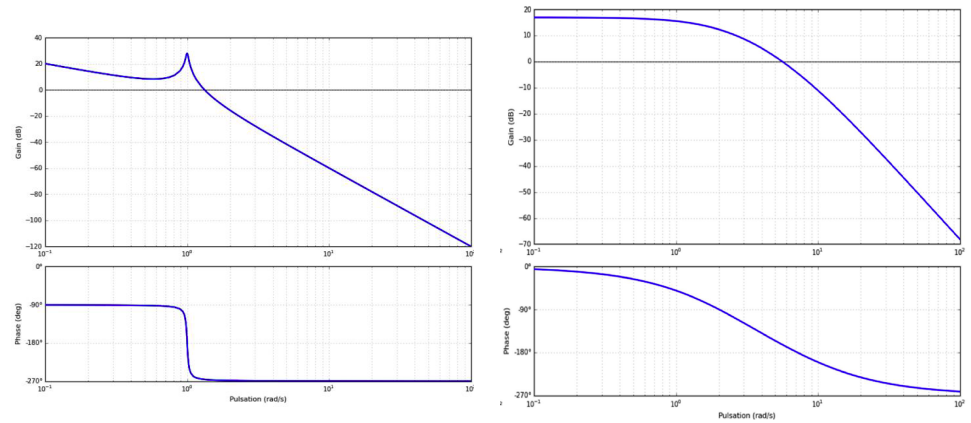 40
20
0
−20
−40
−60
−80
−100
−120
Gain (dB)
10⁻¹ 10⁰ 10¹ 10
0°
-90°
-180°
-270°
Phase (deg)
10⁻¹ 10⁰ 10¹ 10
Pulsation (rad/s)
20
10
0
−10
−20
−30
−40
−50
−60
−70
Gain (dB)
10⁻¹ 10⁰ 10¹ 10²
0°
-90°
-180°
-270°
Phase (deg)
10⁻¹ 10⁰ 10¹ 10²
Pulsation (rad/s)